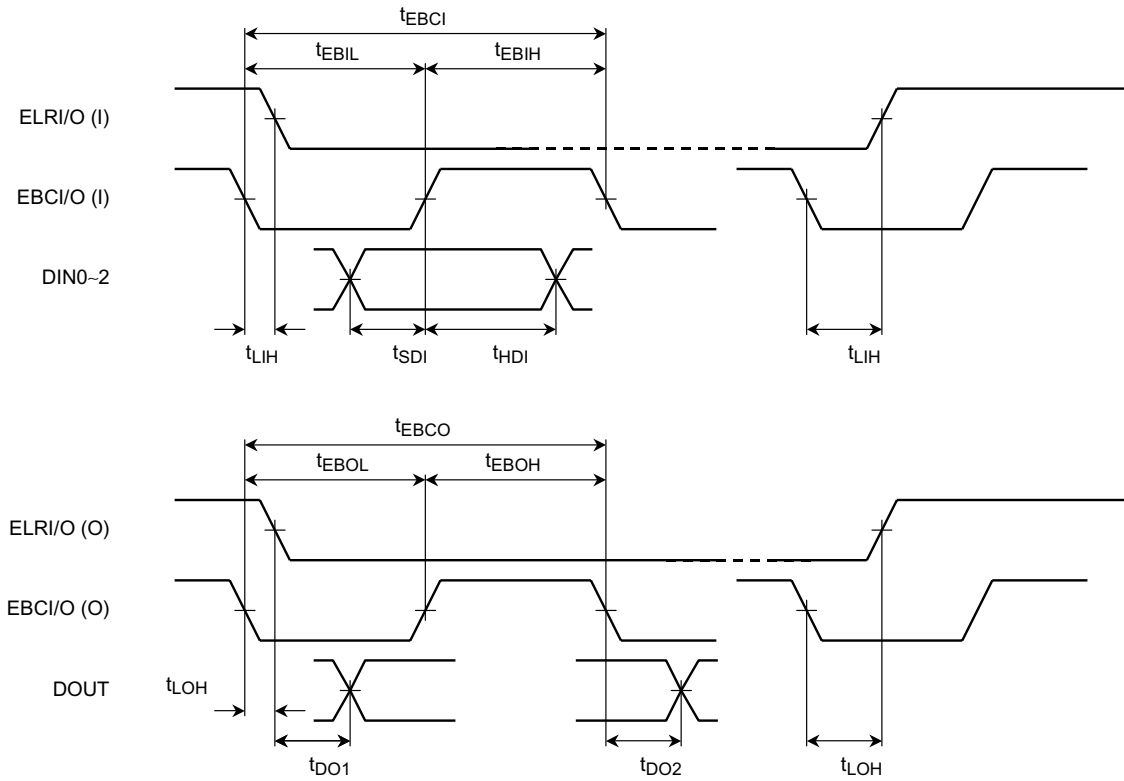 tEBCI
tEBIL tEBIH
ELRI/O (I)
EBCI/O (I)
DIN0~2
tLIH tSDI tHDI tLIH
tEBCO
tEBOL tEBOH
ELRI/O (O)
EBCI/O (O)
DOUT
tLOH
tDO1 tDO2 tLOH